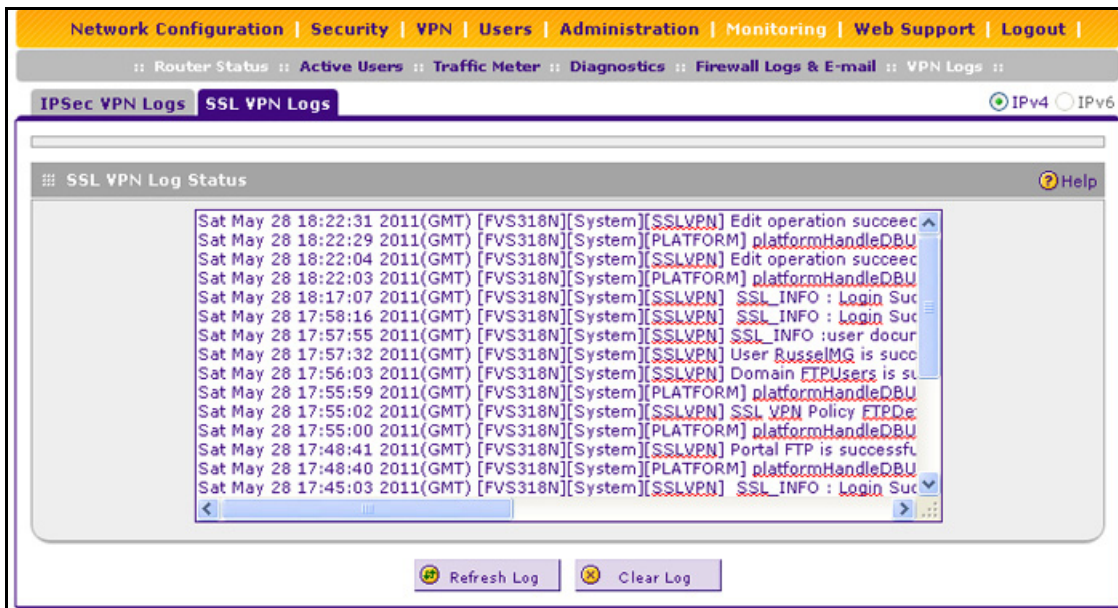 Network Configuration | Security | VPN | Users | Administration | Monitoring | Web Support | Logout |
:: Router Status :: Active Users :: Traffic Meter :: Diagnostics :: Firewall Logs & E-mail :: VPN Logs ::
IPSec VPN Logs SSL VPN Logs IPv4 IPv6
SSL VPN Log Status Help
Sat May 28 18:22:31 2011(GMT) [FVS318N][System][SSLVPN] Edit operation succeed
Sat May 28 18:22:29 2011(GMT) [FVS318N][System][PLATFORM] platformHandleDBU
Sat May 28 18:22:04 2011(GMT) [FVS318N][System][SSLVPN] Edit operation succeed
Sat May 28 18:22:03 2011(GMT) [FVS318N][System][PLATFORM] platformHandleDBU
Sat May 28 18:17:07 2011(GMT) [FVS318N][System][SSLVPN] SSL_INFO : Login Suc
Sat May 28 17:58:16 2011(GMT) [FVS318N][System][SSLVPN] SSL_INFO : Login Suc
Sat May 28 17:57:55 2011(GMT) [FVS318N][System][SSLVPN] SSL_INFO :user docur
Sat May 28 17:57:32 2011(GMT) [FVS318N][System][SSLVPN] User RusselMG is succ
Sat May 28 17:56:03 2011(GMT) [FVS318N][System][SSLVPN] Domain FTPUsers is su
Sat May 28 17:55:59 2011(GMT) [FVS318N][System][PLATFORM] platformHandleDBU
Sat May 28 17:55:02 2011(GMT) [FVS318N][System][SSLVPN] SSL VPN Policy FTPDe
Sat May 28 17:55:00 2011(GMT) [FVS318N][System][PLATFORM] platformHandleDBU
Sat May 28 17:48:41 2011(GMT) [FVS318N][System][SSLVPN] Portal FTP is successfu
Sat May 28 17:48:40 2011(GMT) [FVS318N][System][PLATFORM] platformHandleDBU
Sat May 28 17:45:03 2011(GMT) [FVS318N][System][SSLVPN] SSL_INFO : Login Suc
Refresh Log Clear Log